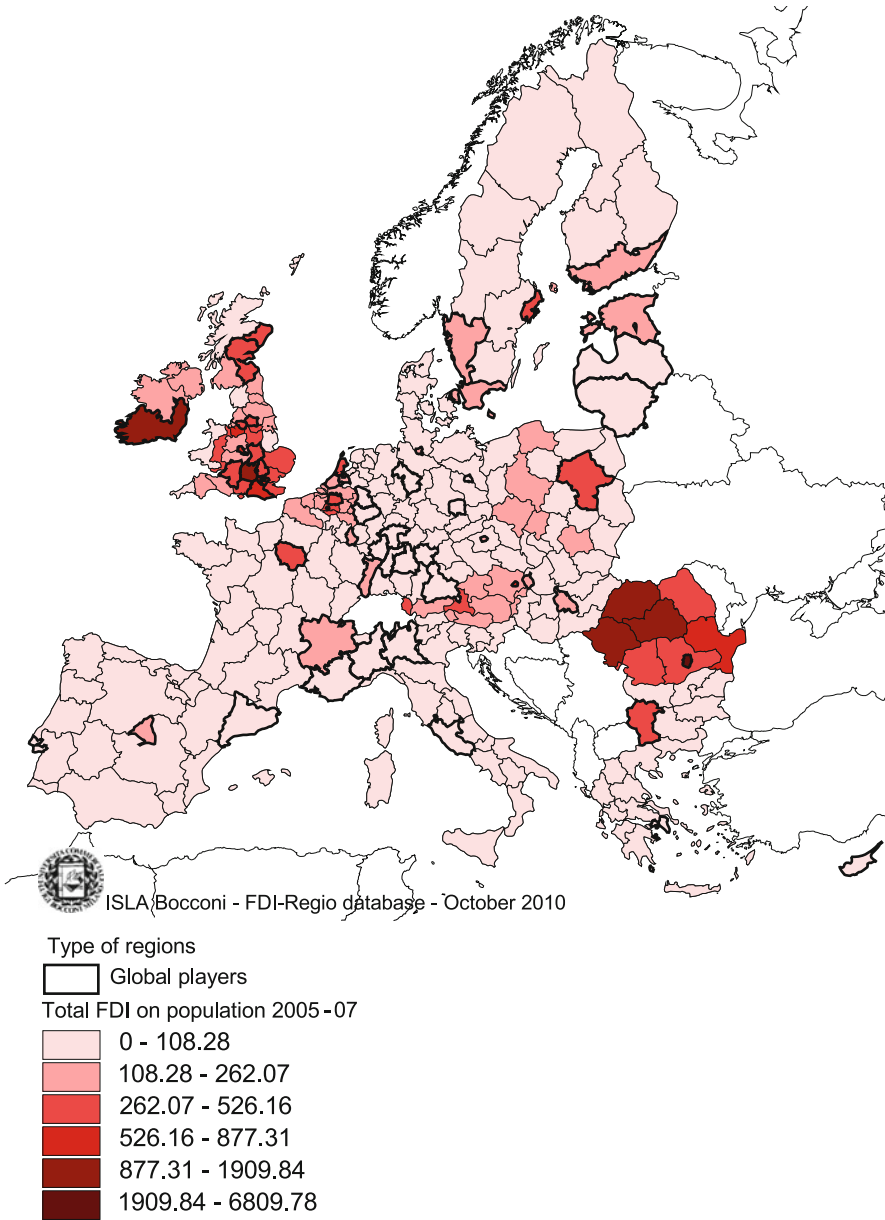 ISLA Bocconi - FDI-Regio database - October 2010
Type of regions
Global players
Total FDI on population 2005-07
0 - 108.28
108.28 - 262.07
262.07 - 526.16
526.16 - 877.31
877.31 - 1909.84
1909.84 - 6809.78